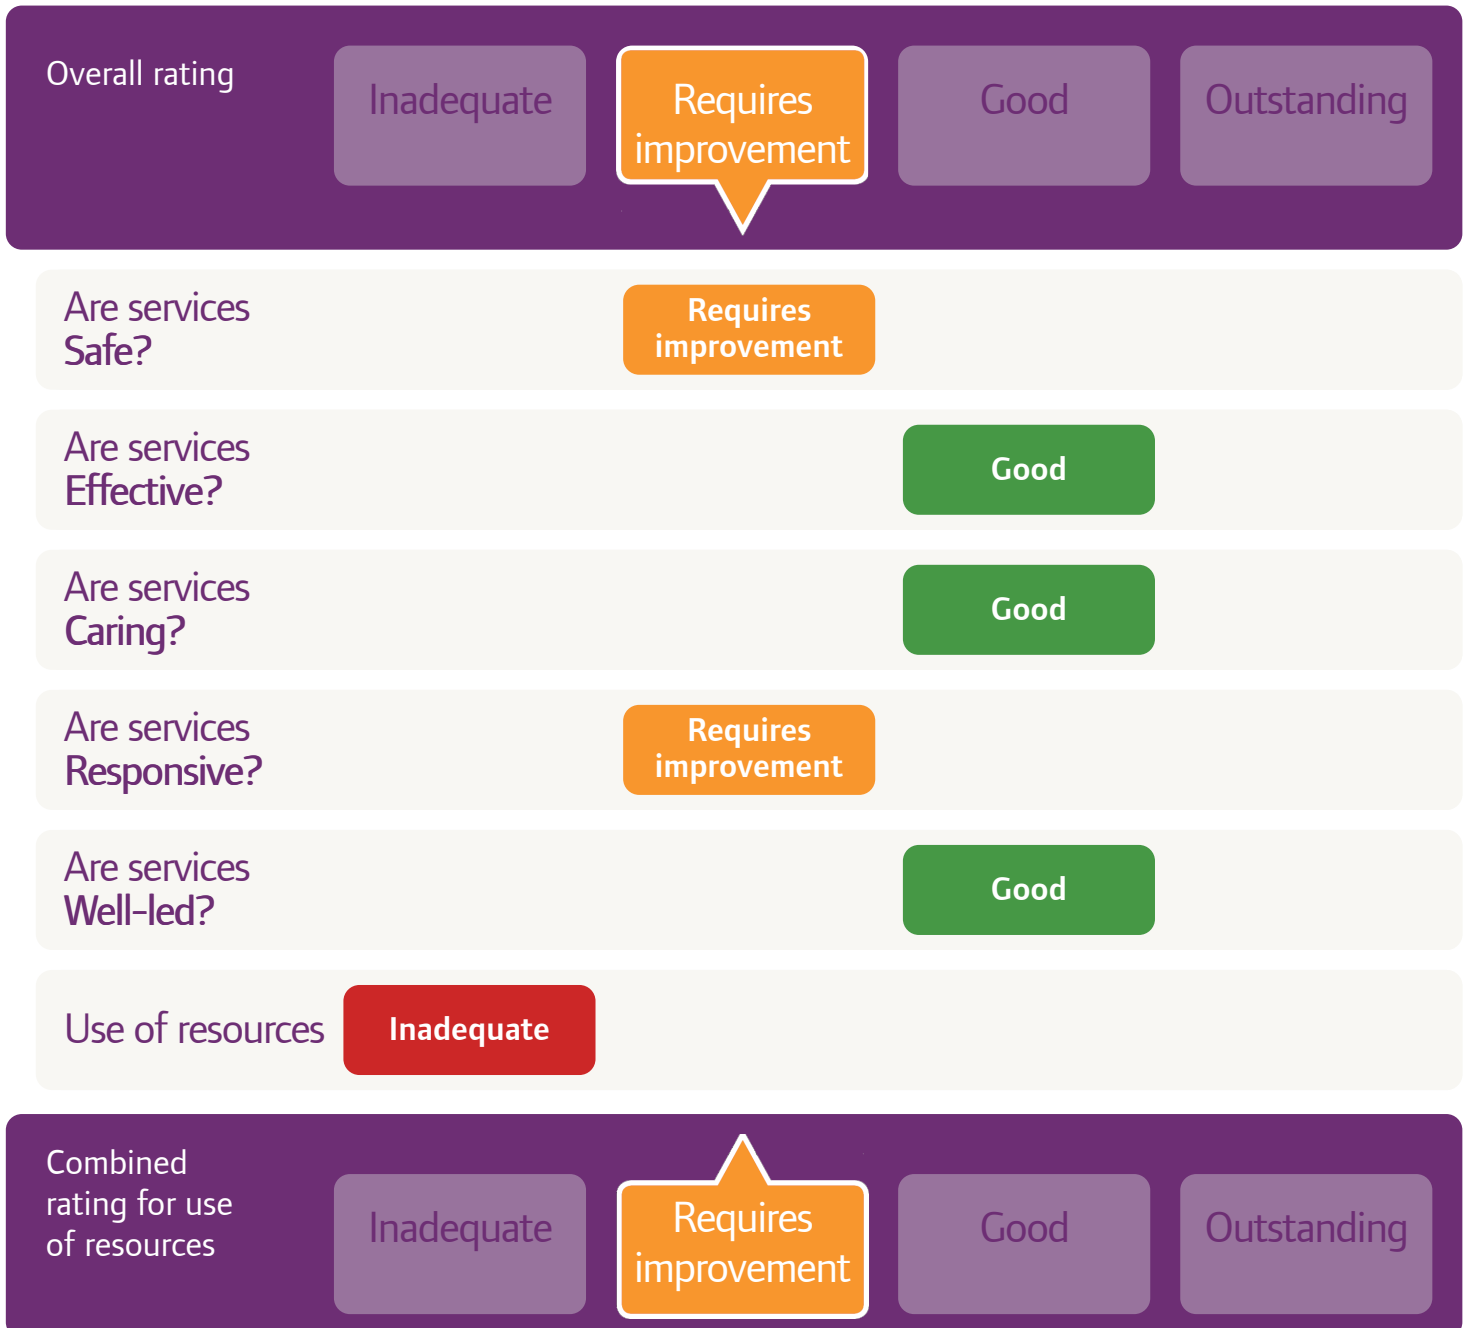 Overall rating
Inadequate
Requires
improvement
Good
Outstanding
Are services
Safe?
Requires
improvement
Are services
Effective?
Good
Are services
Caring?
Good
Are services
Responsive?
Requires
improvement
Are services
Well-led?
Good
Use of resources
Inadequate
Combined
rating for use
of resources
Inadequate
Requires
improvement
Good
Outstanding